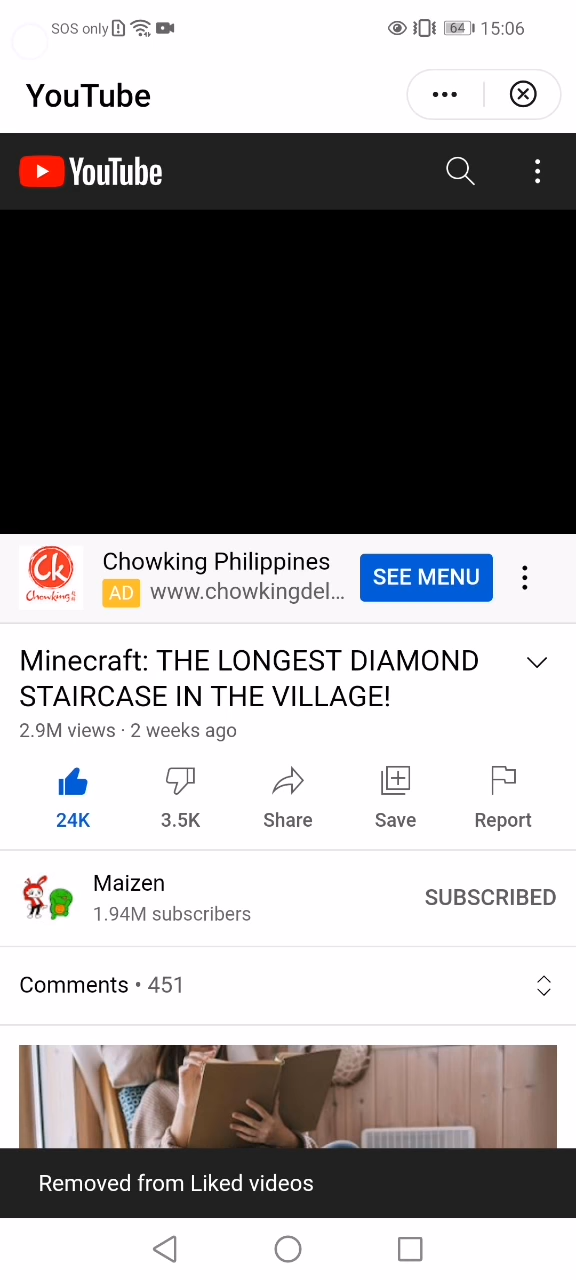 SOS only
64
15:06
YouTube
YouTube
Ck
Chowking
Chowking Philippines
SEE MENU
AD www.chowkingdel...
Minecraft: THE LONGEST DIAMOND
STAIRCASE IN THE VILLAGE!
2.9M views · 2 weeks ago
24K
3.5K
Share
Save
Report
Maizen
1.94M subscribers
SUBSCRIBED
Comments • 451
Removed from Liked videos